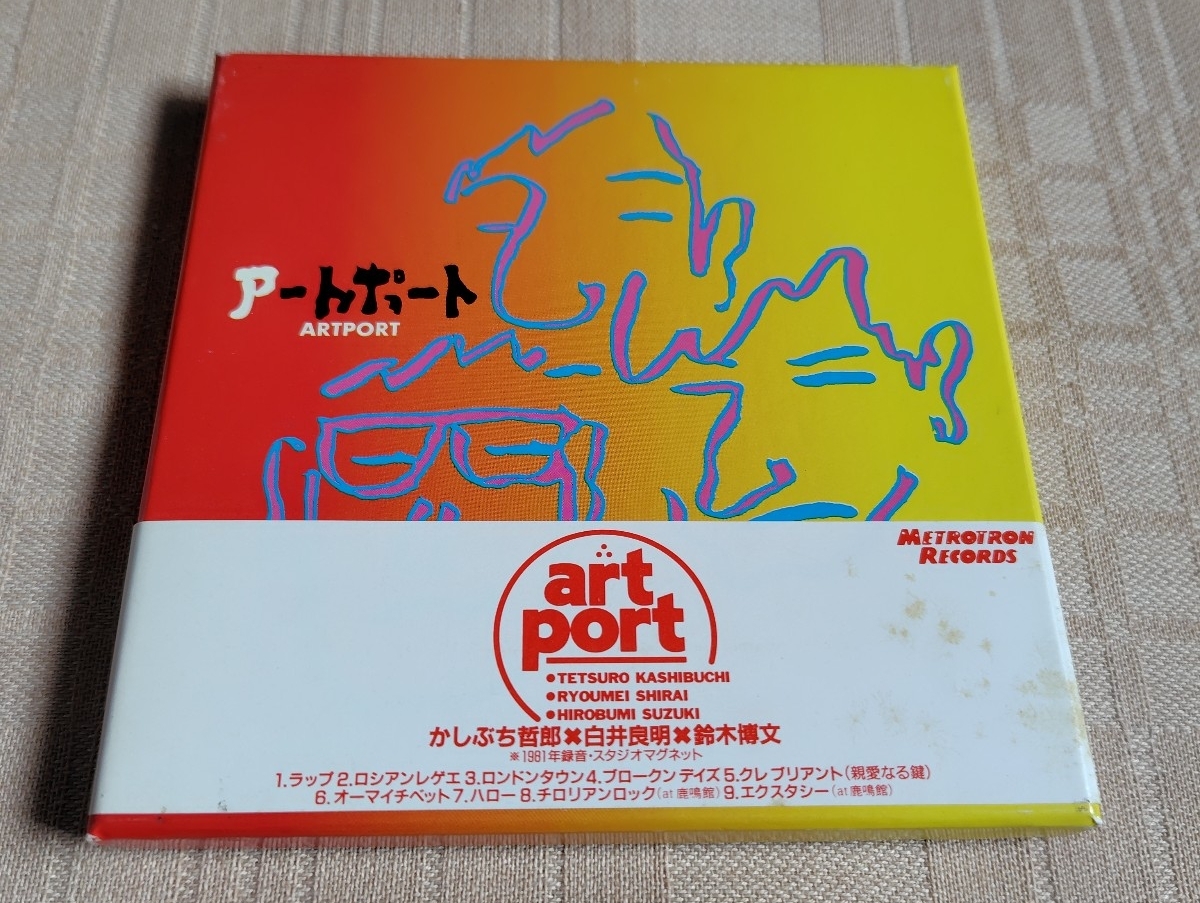 アートポート
ARTPORT
METROTRON
RECORDS
art
port
●TETSURO KASHIBUCHI
●RYOUMEI SHIRAI
●HIROBUMI SUZUKI
かしぶち哲郎✖白井良明✖鈴木博文
※1981年録音・スタジオマグネット
1.ラップ 2.ロシアンレゲエ 3.ロンドンタウン 4.ブロークン デイズ 5.クレ ブリアント(親愛なる鍵)
6.オーマイチペット 7.ハロー 8.チロリアンロック(at 鹿鳴館) 9.エクスタシー(at 鹿鳴館)